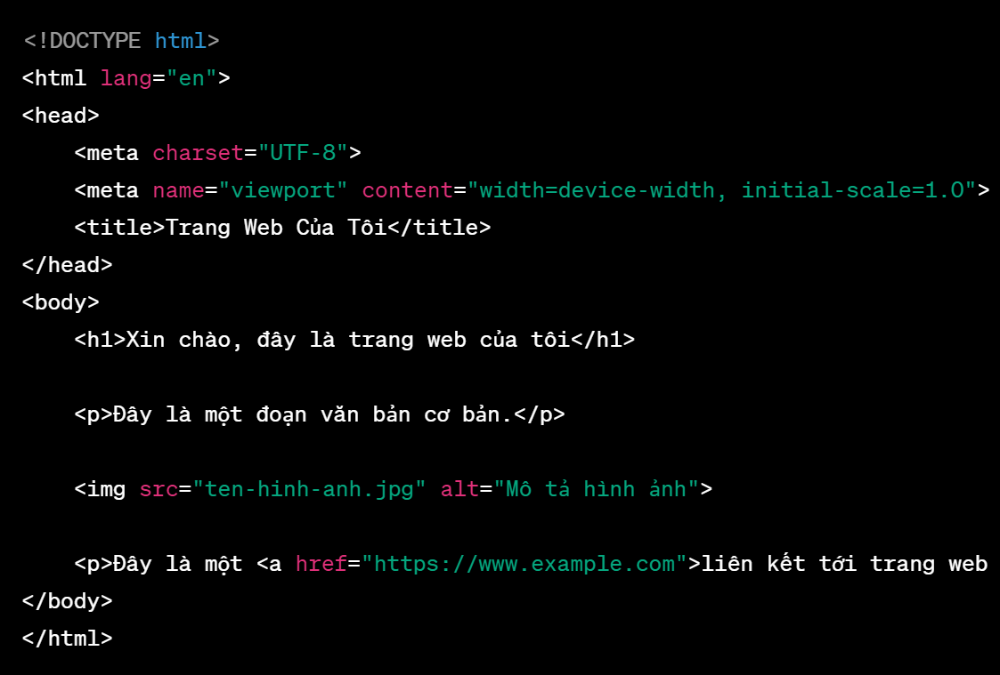 <!DOCTYPE html>
<html lang="en">
<head>
    <meta charset="UTF-8">
    <meta name="viewport" content="width=device-width, initial-scale=1.0">
    <title>Trang Web Của Tôi</title>
</head>
<body>
    <h1>Xin chào, đây là trang web của tôi</h1>
    <p>Đây là một đoạn văn bản cơ bản.</p>
    <img src="ten-hinh-anh.jpg" alt="Mô tả hình ảnh">
    <p>Đây là một <a href="https://www.example.com">liên kết tới trang web
</body>
</html>